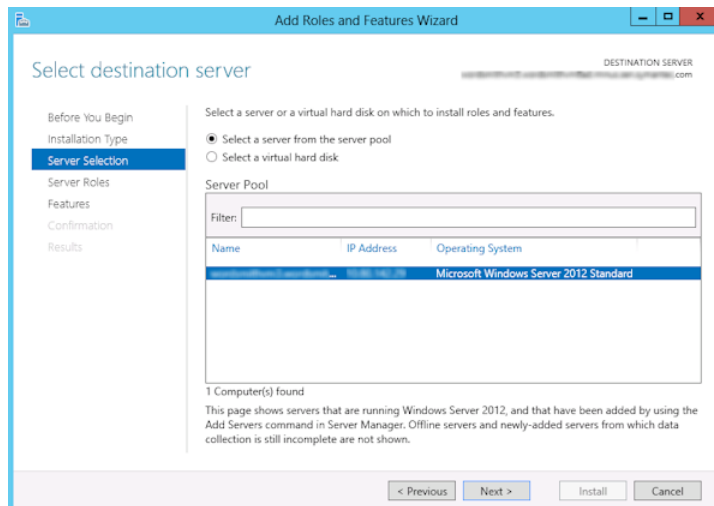 Add Roles and Features Wizard
Select destination server
DESTINATION SERVER
.com
Before You Begin
Installation Type
Server Selection
Server Roles
Features
Confirmation
Results
Select a server or a virtual hard disk on which to install roles and features.
Select a server from the server pool
Select a virtual hard disk
Server Pool
Filter:
Name IP Address Operating System
Microsoft Windows Server 2012 Standard
1 Computer(s) found
This page shows servers that are running Windows Server 2012, and that have been added by using the
Add Servers command in Server Manager. Offline servers and newly-added servers from which data
collection is still incomplete are not shown.
< Previous Next > Install Cancel